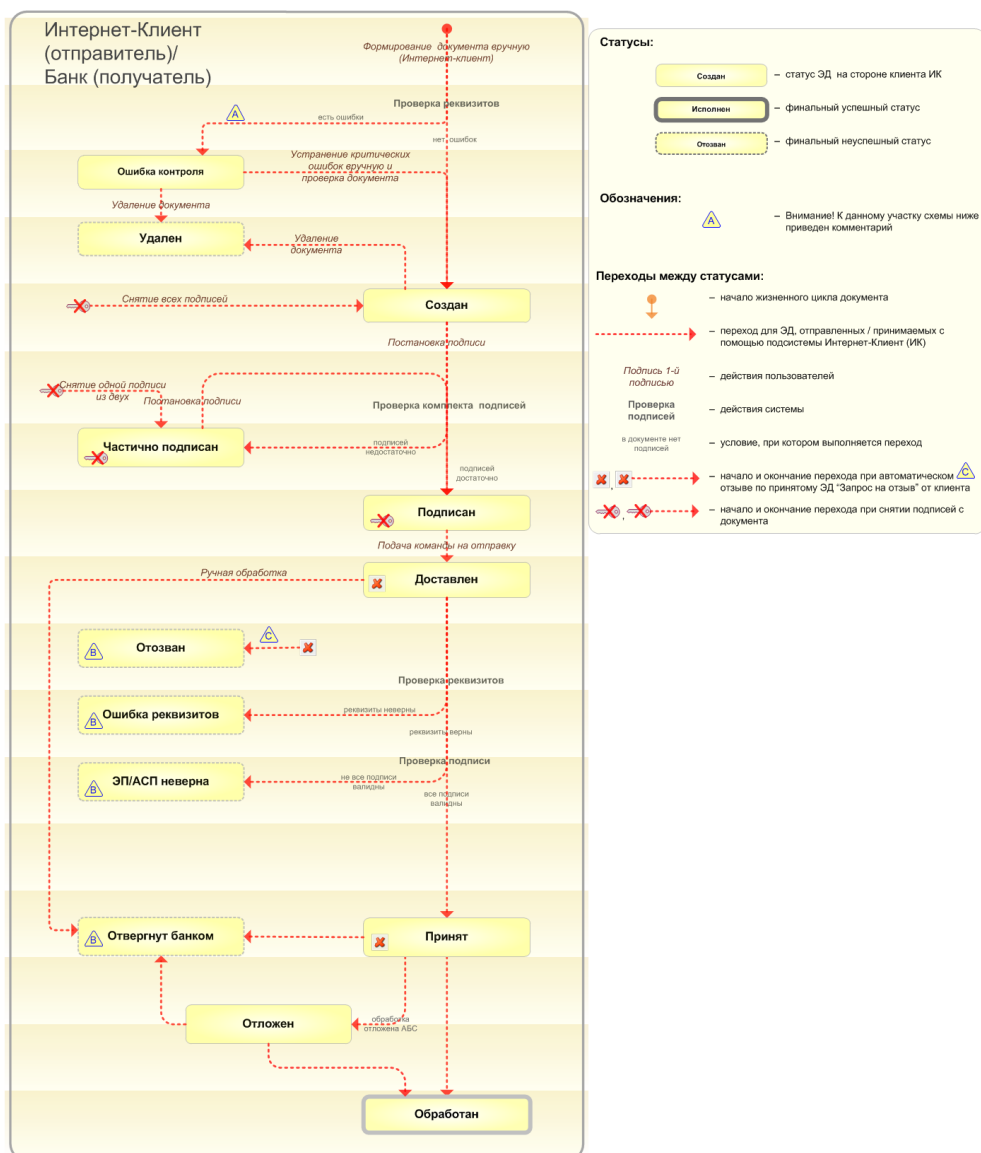 Интернет-Клиент
(отправитель)/
Банк (получатель)
Формирование документа вручную
(Интернет-клиент)
Проверка реквизитов
A
есть ошибки
нет ошибок
Ошибка контроля
Устранение критических
ошибок вручную и
проверка документа
Удаление документа
Удален
Удаление
документа
Снятие всех подписей
Создан
Постановка подписи
Снятие одной подписи
из двух
Постановка подписи
Проверка комплекта подписей
Частично подписан
подписей
недостаточно
подписей
достаточно
Подписан
Подача команды на отправку
Ручная обработка
Доставлен
B
Отозван
C
Проверка реквизитов
B
Ошибка реквизитов
реквизиты неверны
реквизиты верны
Проверка подписи
B
ЭП/АСП неверна
не все подписи
валидны
все подписи
валидны
B
Отвергнут банком
Принят
Отложен
обработка
отложена АБС
Обработан
Статусы:
Создан
– статус ЭД на стороне клиента ИК
Исполнен
– финальный успешный статус
Отозван
– финальный неуспешный статус
Обозначения:
A
– Внимание! К данному участку схемы ниже
приведен комментарий
Переходы между статусами:
– начало жизненного цикла документа
– переход для ЭД, отправленных / принимаемых с
помощью подсистемы Интернет-Клиент (ИК)
Подпись 1-й
подписью
– действия пользователей
Проверка
подписей
– действия системы
в документе нет
подписей
– условие, при котором выполняется переход
– начало и окончание перехода при автоматическом C
отзыве по принятому ЭД “Запрос на отзыв” от клиента
– начало и окончание перехода при снятии подписей с
документа